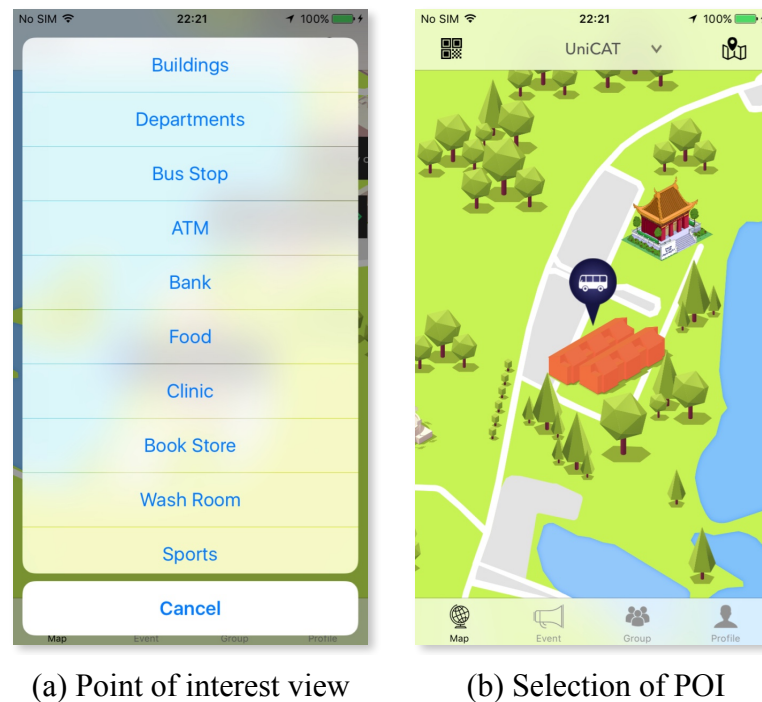 No SIM 22:21 100%
Buildings
Departments
Bus Stop
ATM
Bank
Food
Clinic
Book Store
Wash Room
Sports
Cancel
Map Event Group Profile
(a) Point of interest view
No SIM 22:21 100%
UniCAT
Map Event Group Profile
(b) Selection of POI